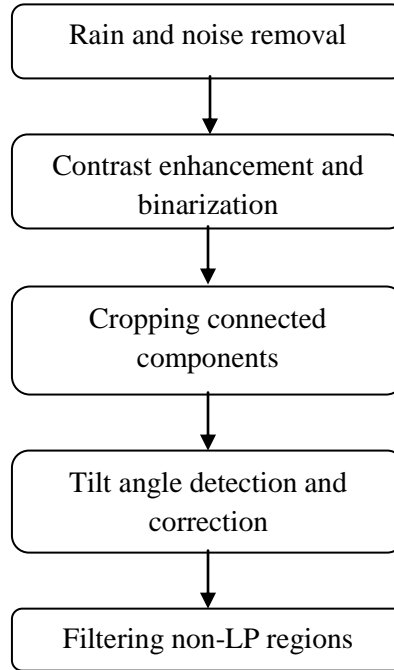 Rain and noise removal
Contrast enhancement and
binarization
Cropping connected
components
Tilt angle detection and
correction
Filtering non-LP regions